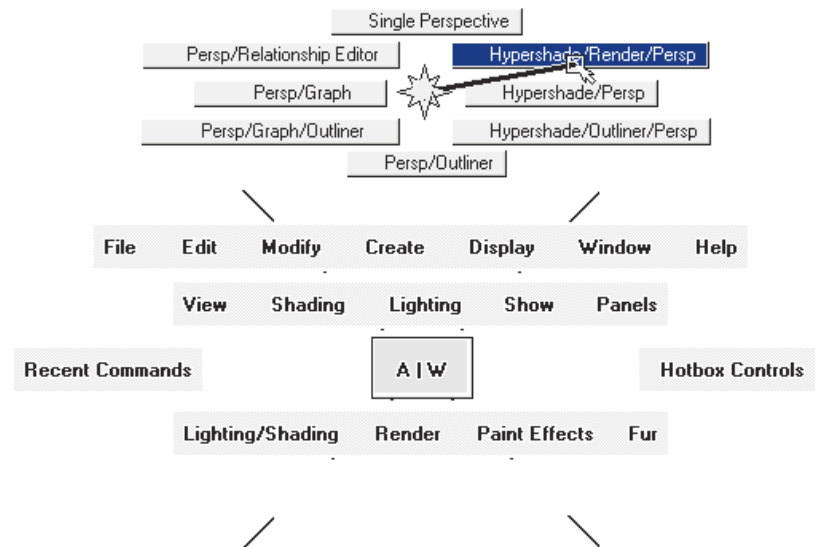 Single Perspective
Persp/Relationship Editor Hypershade/Render/Persp
Persp/Graph Hypershade/Persp
Persp/Graph/Outliner Hypershade/Outliner/Persp
Persp/Outliner
File Edit Modify Create Display Window Help
View Shading Lighting Show Panels
Recent Commands A | W Hotbox Controls
Lighting/Shading Render Paint Effects Fur